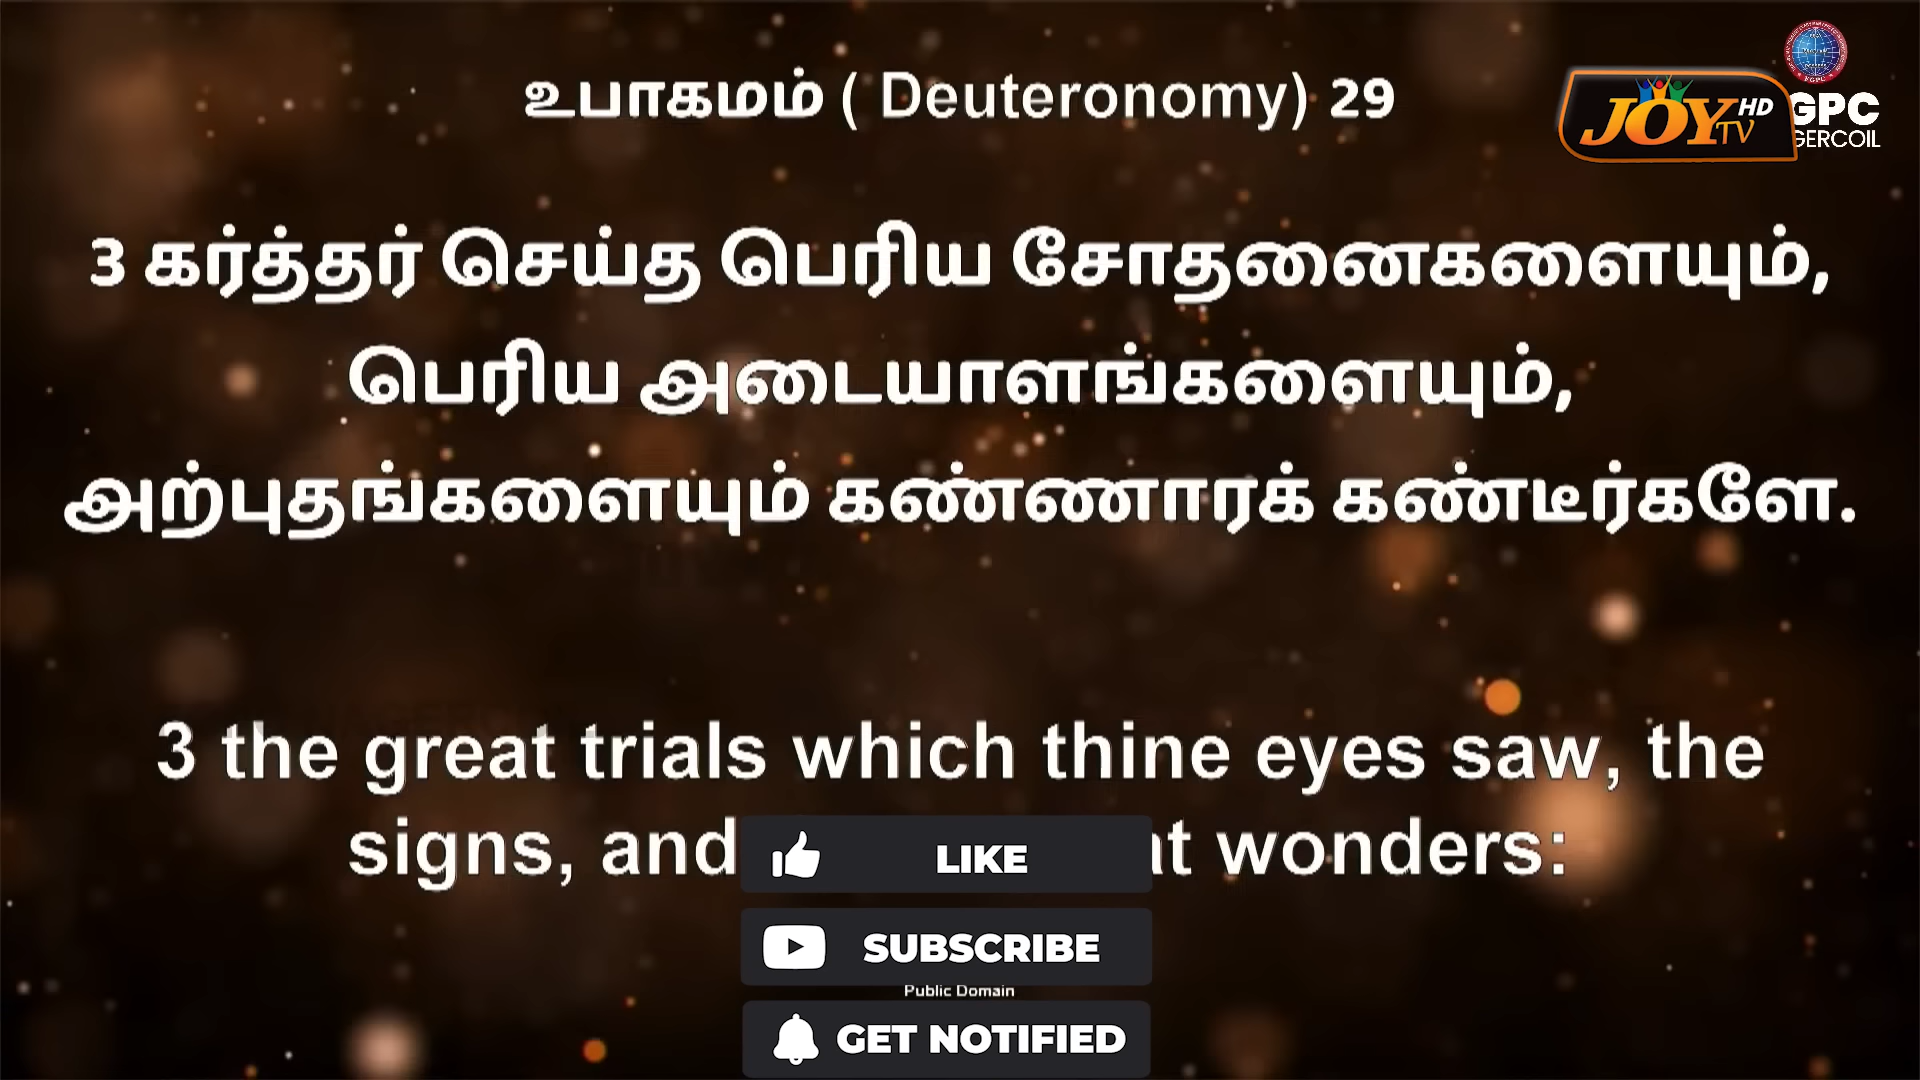 உபாகமம் ( Deuteronomy) 29
JOY TV HD
GPC
GERCOIL
3 கர்த்தர் செய்த பெரிய சோதனைகளையும்,
பெரிய அடையாளங்களையும்,
அற்புதங்களையும் கண்ணாரக் கண்டீர்களே.
3 the great trials which thine eyes saw, the
signs, and wonders:
LIKE
SUBSCRIBE
Public Domain
GET NOTIFIED